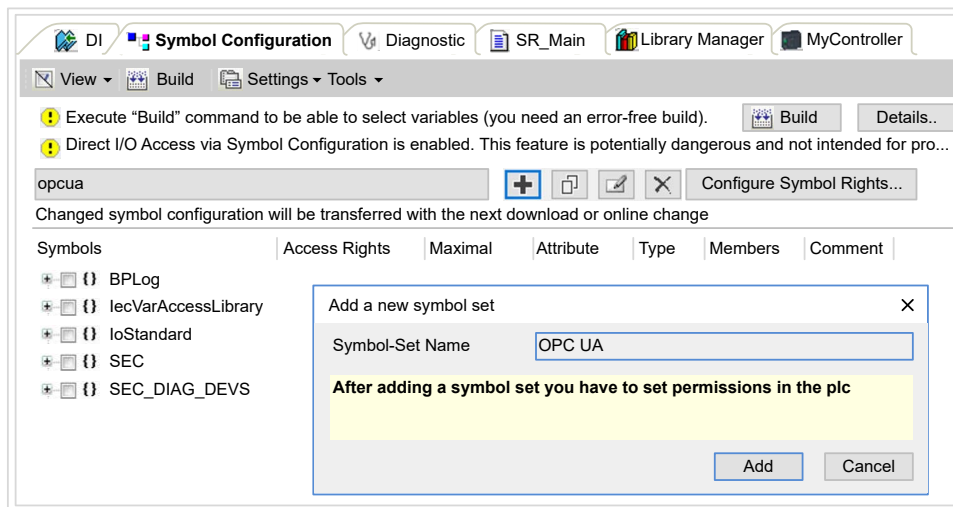 DI Symbol Configuration Diagnostic SR_Main Library Manager MyController
View Build Settings Tools
Execute “Build” command to be able to select variables (you need an error-free build). Build Details..
Direct I/O Access via Symbol Configuration is enabled. This feature is potentially dangerous and not intended for pro...
opcua Configure Symbol Rights...
Changed symbol configuration will be transferred with the next download or online change
Symbols Access Rights Maximal Attribute Type Members Comment
BPLog
IecVarAccessLibrary
IoStandard
SEC
SEC_DIAG_DEVS
Add a new symbol set
Symbol-Set Name OPC UA
After adding a symbol set you have to set permissions in the plc
Add Cancel